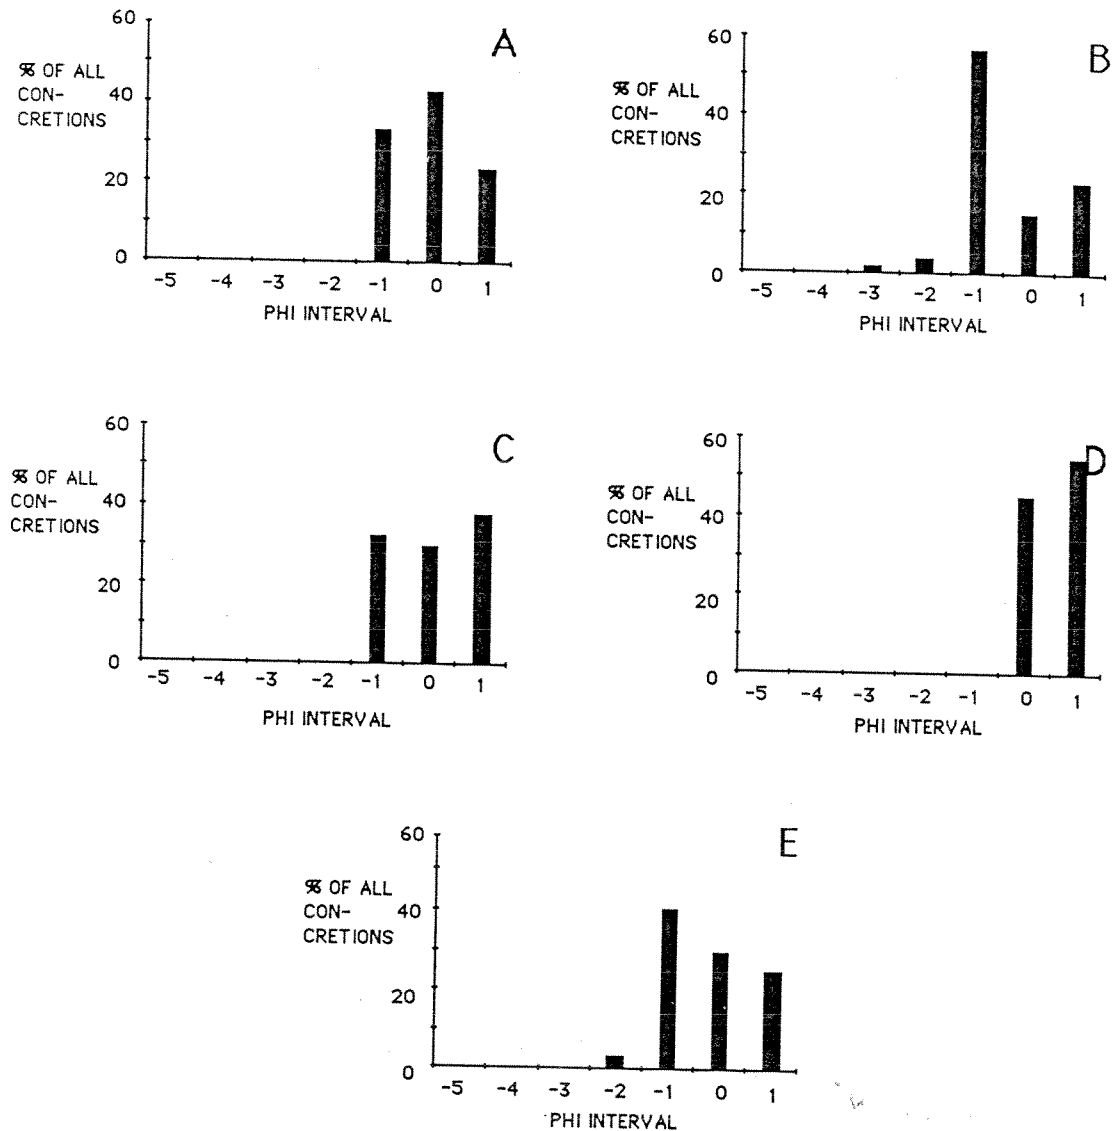 A
60
% OF ALL
CON-
CRETIONS
40
20
0
-5 -4 -3 -2 -1 0 1
PHI INTERVAL
B
60
% OF ALL
CON-
CRETIONS
40
20
0
-5 -4 -3 -2 -1 0 1
PHI INTERVAL
C
60
% OF ALL
CON-
CRETIONS
40
20
0
-5 -4 -3 -2 -1 0 1
PHI INTERVAL
D
60
% OF ALL
CON-
CRETIONS
40
20
0
-5 -4 -3 -2 -1 0 1
PHI INTERVAL
E
60
% OF ALL
CON-
CRETIONS
40
20
0
-5 -4 -3 -2 -1 0 1
PHI INTERVAL